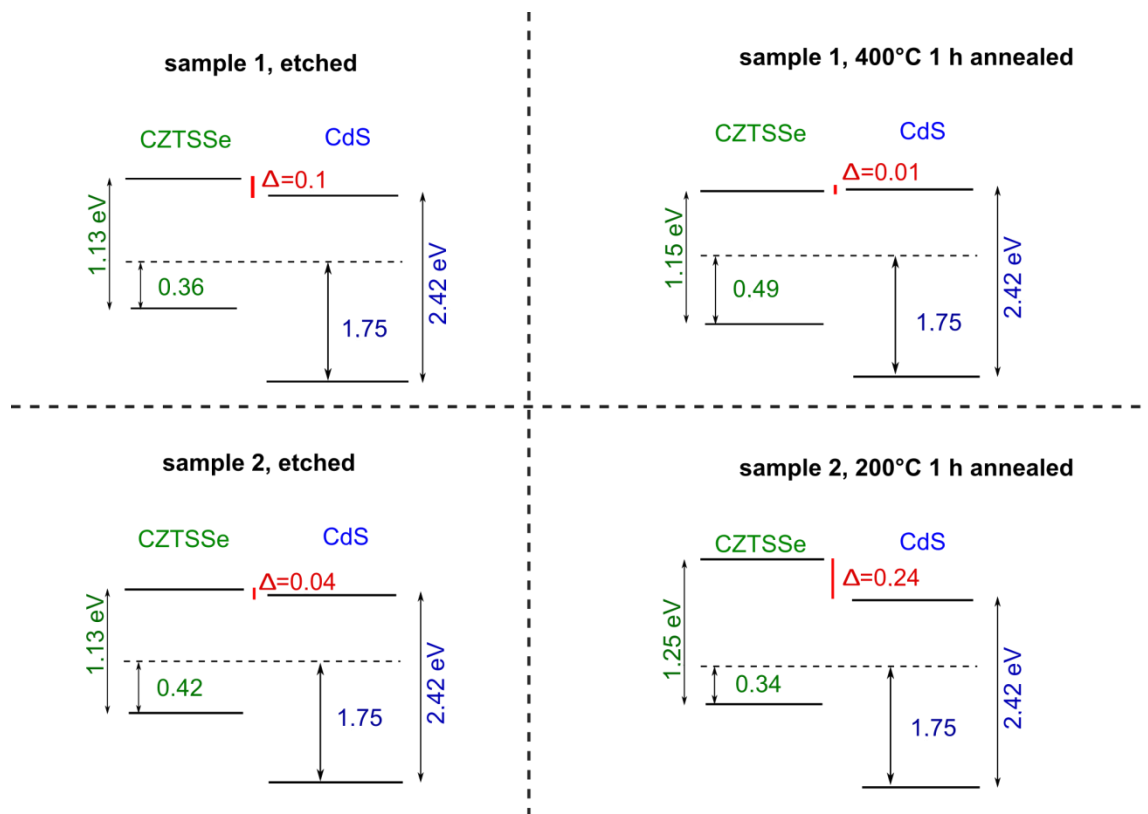 sample 1, etched
CZTSSe
CdS
Δ=0.1
1.13 eV
0.36
1.75
2.42 eV
sample 1, 400°C 1 h annealed
CZTSSe
CdS
Δ=0.01
1.15 eV
0.49
1.75
2.42 eV
sample 2, etched
CZTSSe
CdS
Δ=0.04
1.13 eV
0.42
1.75
2.42 eV
sample 2, 200°C 1 h annealed
CZTSSe
CdS
Δ=0.24
1.25 eV
0.34
1.75
2.42 eV